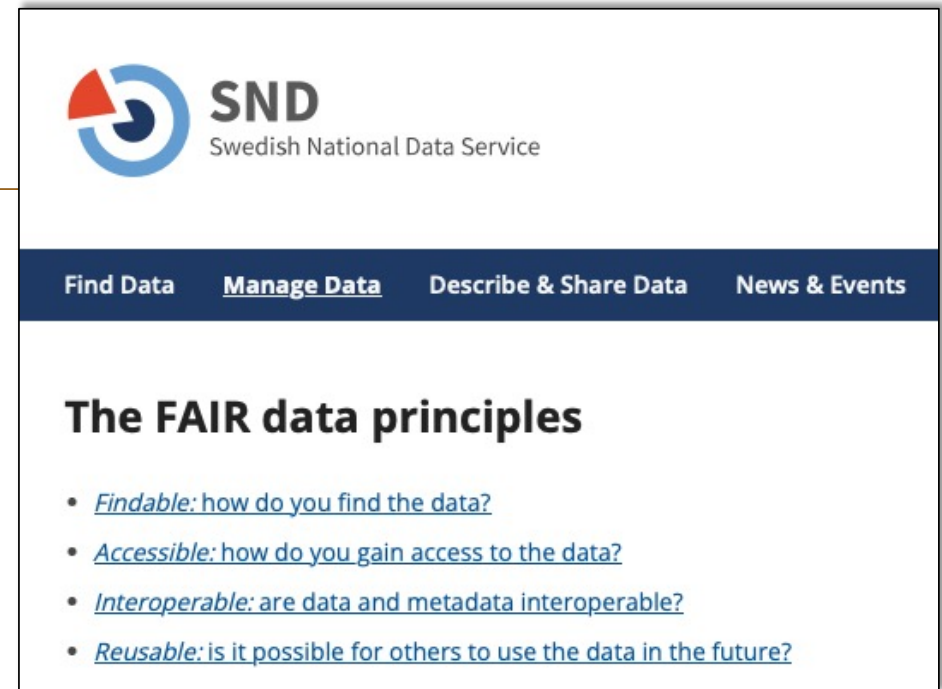 SND
Swedish National Data Service
Find Data Manage Data Describe & Share Data News & Events
The FAIR data principles
• Findable: how do you find the data?
• Accessible: how do you gain access to the data?
• Interoperable: are data and metadata interoperable?
• Reusable: is it possible for others to use the data in the future?